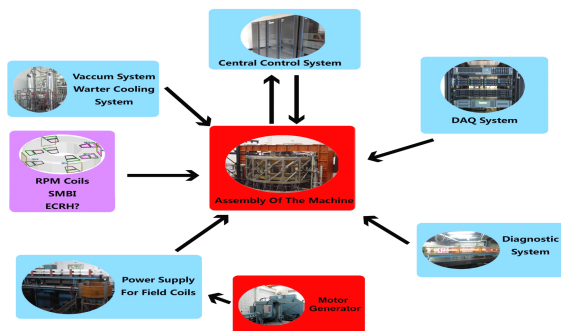 Central Control System
Vaccum System
Warter Cooling
System
DAQ System
RPM Coils
SMBI
ECRH?
Assembly Of The Machine
Diagnostic
System
Power Supply
For Field Coils
Motor
Generator